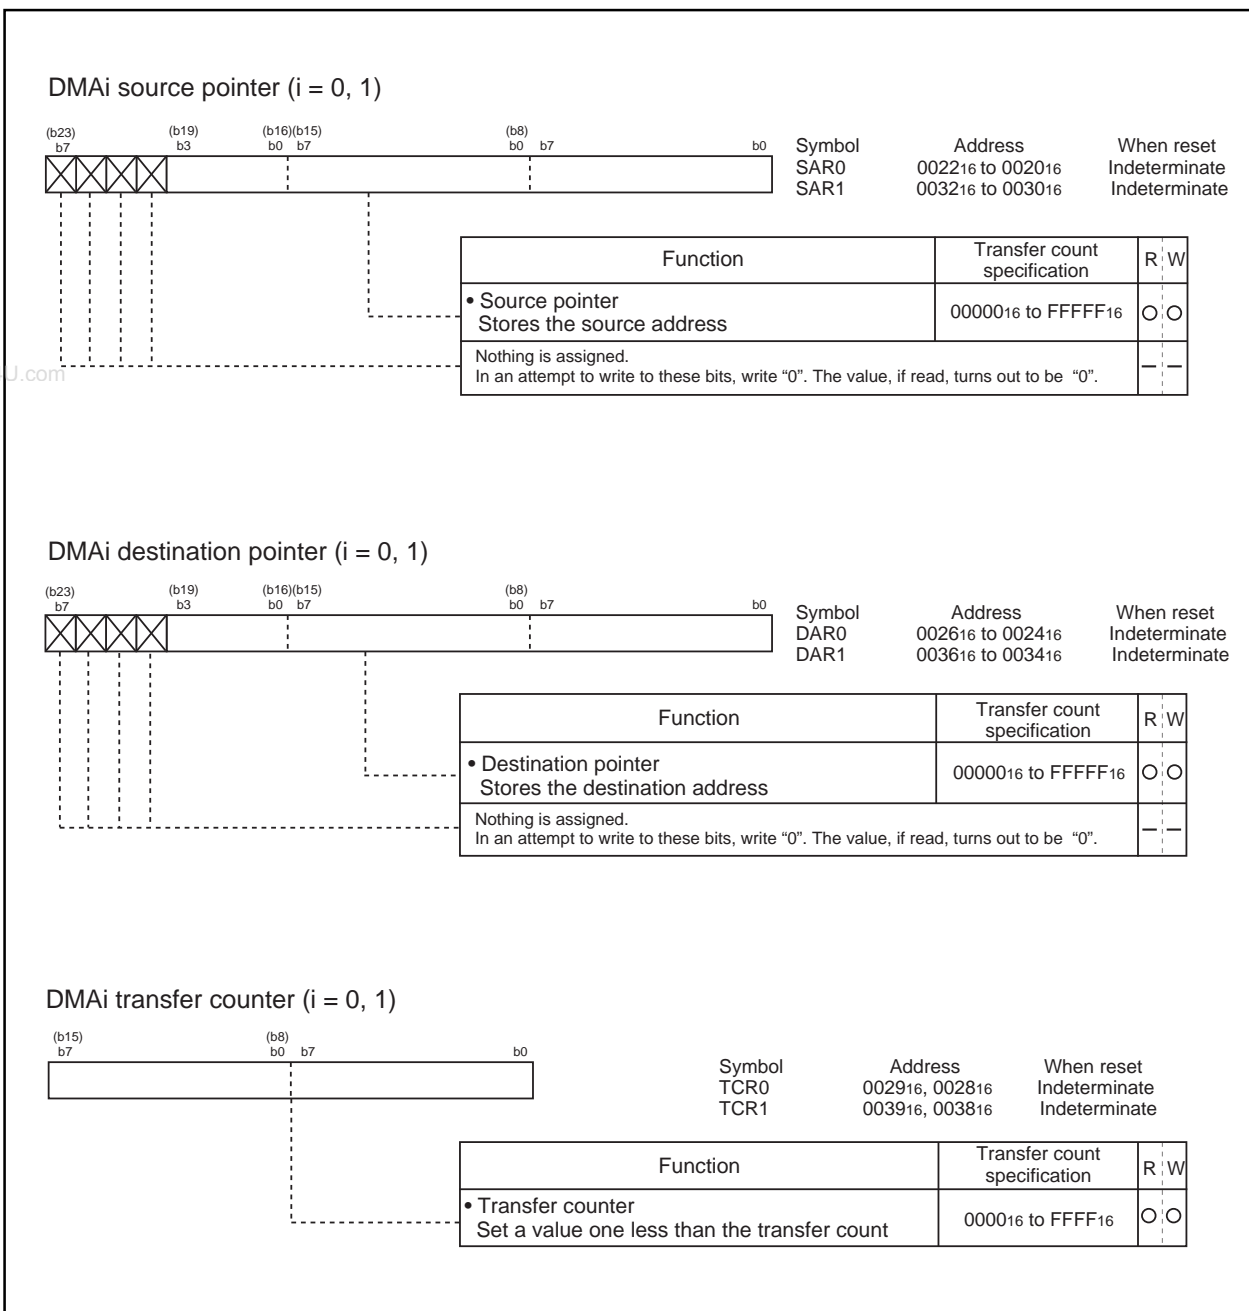 DMAi source pointer (i = 0, 1)
(b23) (b19) (b16)(b15) (b8)
b7 b3 b0 b7 b0 b7 b0
Symbol Address When reset
SAR0 002216 to 002016 Indeterminate
SAR1 003216 to 003016 Indeterminate
Function Transfer count specification R W
• Source pointer
Stores the source address 0000016 to FFFFF16
Nothing is assigned.
In an attempt to write to these bits, write “0”. The value, if read, turns out to be “0”.
U.com
DMAi destination pointer (i = 0, 1)
(b23) (b19) (b16)(b15) (b8)
b7 b3 b0 b7 b0 b7 b0
Symbol Address When reset
DAR0 002616 to 002416 Indeterminate
DAR1 003616 to 003416 Indeterminate
Function Transfer count specification R W
• Destination pointer
Stores the destination address 0000016 to FFFFF16
Nothing is assigned.
In an attempt to write to these bits, write “0”. The value, if read, turns out to be “0”.
DMAi transfer counter (i = 0, 1)
(b15) (b8)
b7 b0 b7 b0
Symbol Address When reset
TCR0 002916, 002816 Indeterminate
TCR1 003916, 003816 Indeterminate
Function Transfer count specification R W
• Transfer counter
Set a value one less than the transfer count 000016 to FFFF16